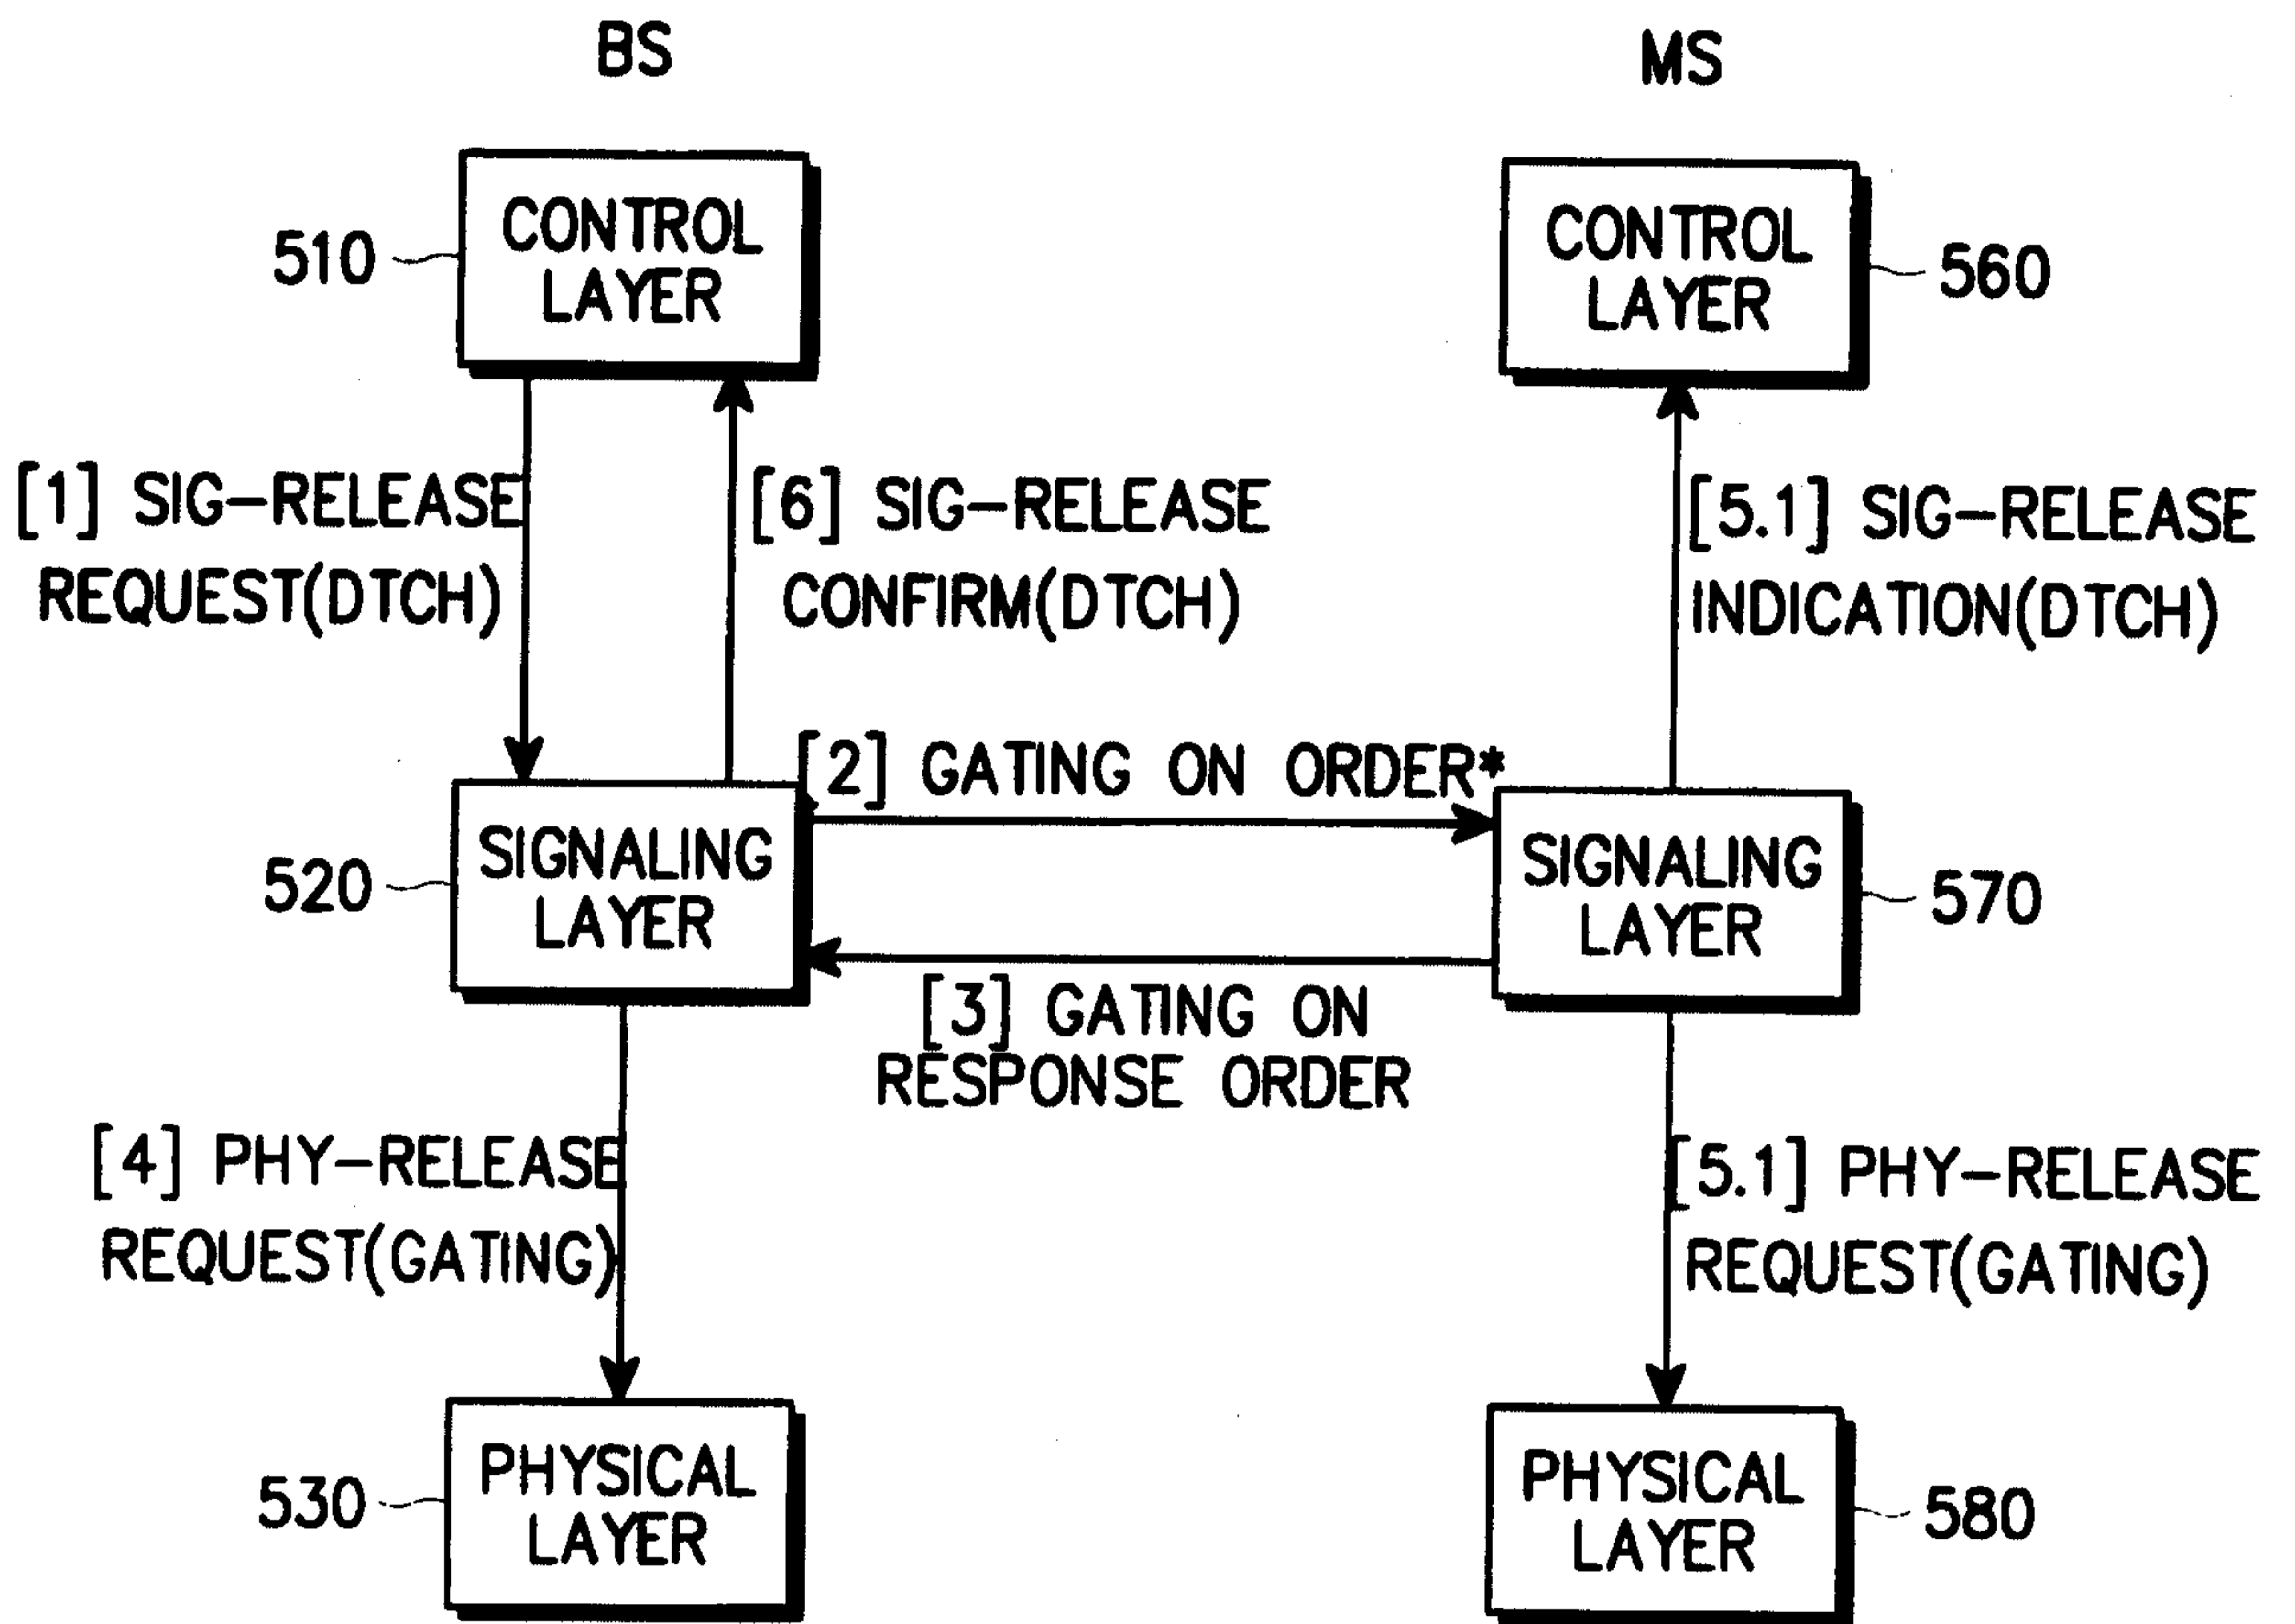 BS
MS
CONTROL
LAYER
510
CONTROL
LAYER
560
[1] SIG-RELEASE
REQUEST(DTCH)
[6] SIG-RELEASE
CONFIRM(DTCH)
[5.1] SIG-RELEASE
INDICATION(DTCH)
[2] GATING ON ORDER*
SIGNALING
LAYER
520
SIGNALING
LAYER
570
[3] GATING ON
RESPONSE ORDER
[4] PHY-RELEASE
REQUEST(GATING)
[5.1] PHY-RELEASE
REQUEST(GATING)
PHYSICAL
LAYER
530
PHYSICAL
LAYER
580